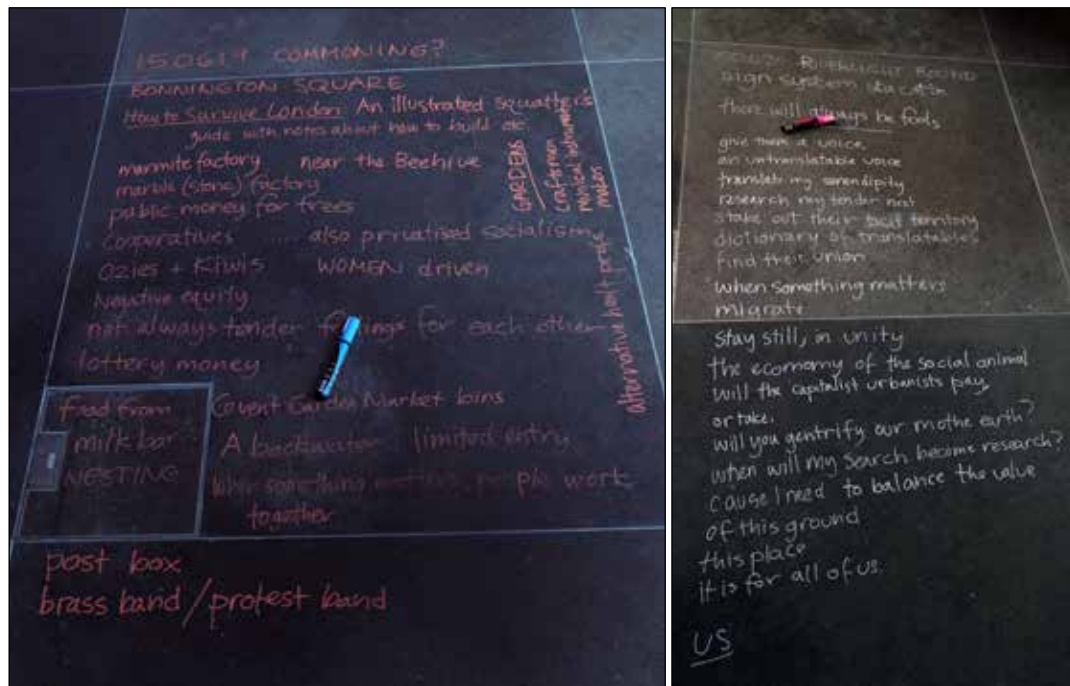 150619 COMMONING?
BONNINGTON SQUARE
How to Survive London An illustrated squatter's
guide with notes about how to build etc
marmite factory near the Beehive
marble (stone) factory
public money for trees
cooperatives ..... also privatised socialism
Ozies + Kiwis WOMEN driven
Negative equity
not always tender feelings for each other
lottery money
GARDENS
craftsmen
musical instrument
maker
alternative healt profs
food from
milk bar
NESTING
Covent Garden Market bins
A backwater limited entry
When something matters, people work
together
post box
brass band / protest band
RIVERLIGHT BOUND
sign system
there will always be fools
give them a voice
an untranslatable voice
translate my serendipity
research my tender nest
stake out their tacit territory
dictionary of translatables
find their union
when something matters
migrate
stay still, in unity
the economy of the social animal
will the capitalist urbanists pay
or take.
will you gentrify our mothe earth?
when will my search become research?
cause I need to balance the value
of this ground
this place
it is for all of us.
US